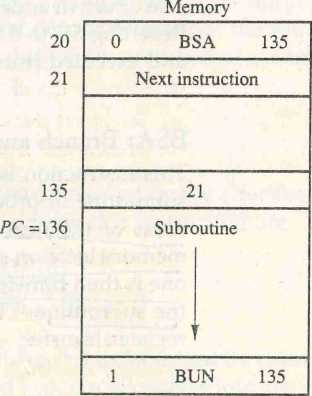 Memory
20 0 BSA 135
21 Next instruction
135 21
PC =136 Subroutine
1 BUN 135